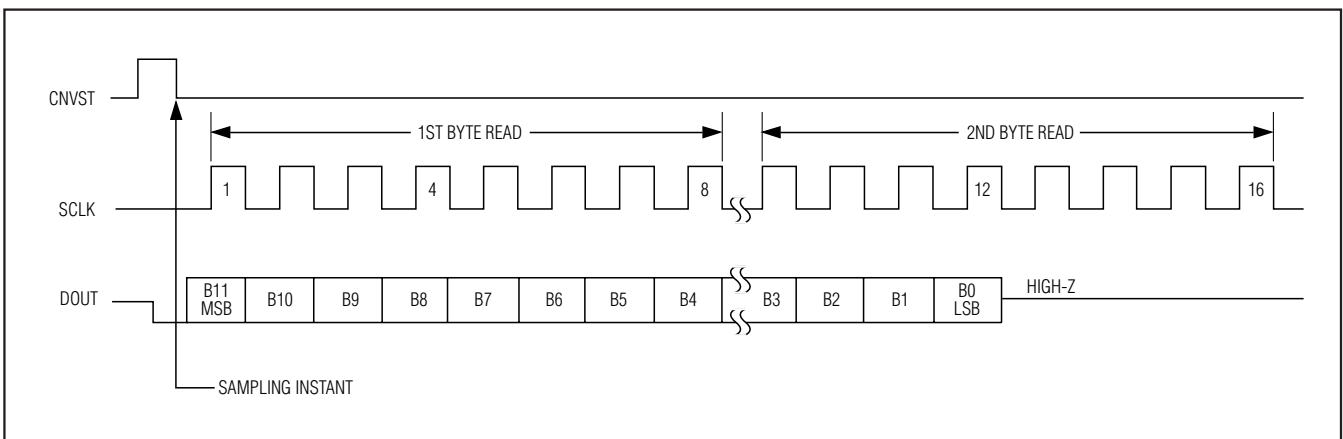 CNVST
1ST BYTE READ
2ND BYTE READ
1
4
8
12
16
SCLK
DOUT
B11
MSB
B10
B9
B8
B7
B6
B5
B4
B3
B2
B1
B0
LSB
HIGH-Z
SAMPLING INSTANT